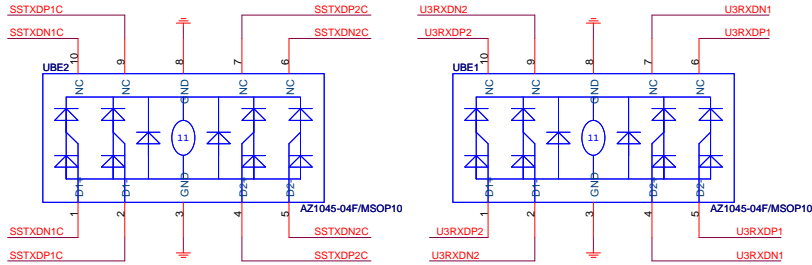 SSTXDP1C SSTXDP2C U3RXDN2 U3RXDN1
SSTXDN1C SSTXDN2C U3RXDP2 U3RXDP1
10 9 8 7 6 10 9 8 7 6
UBE2 UBE1
NC NC GND NC NC NC NC GND NC NC
11 11
D1+ D1- GND D2+ D2- D1+ D1- GND D2+ D2-
AZ1045-04F/MSOP10 AZ1045-04F/MSOP10
1 2 3 4 5 1 2 3 4 5
SSTXDN1C SSTXDN2C U3RXDP2 U3RXDP1
SSTXDP1C SSTXDP2C U3RXDN2 U3RXDN1